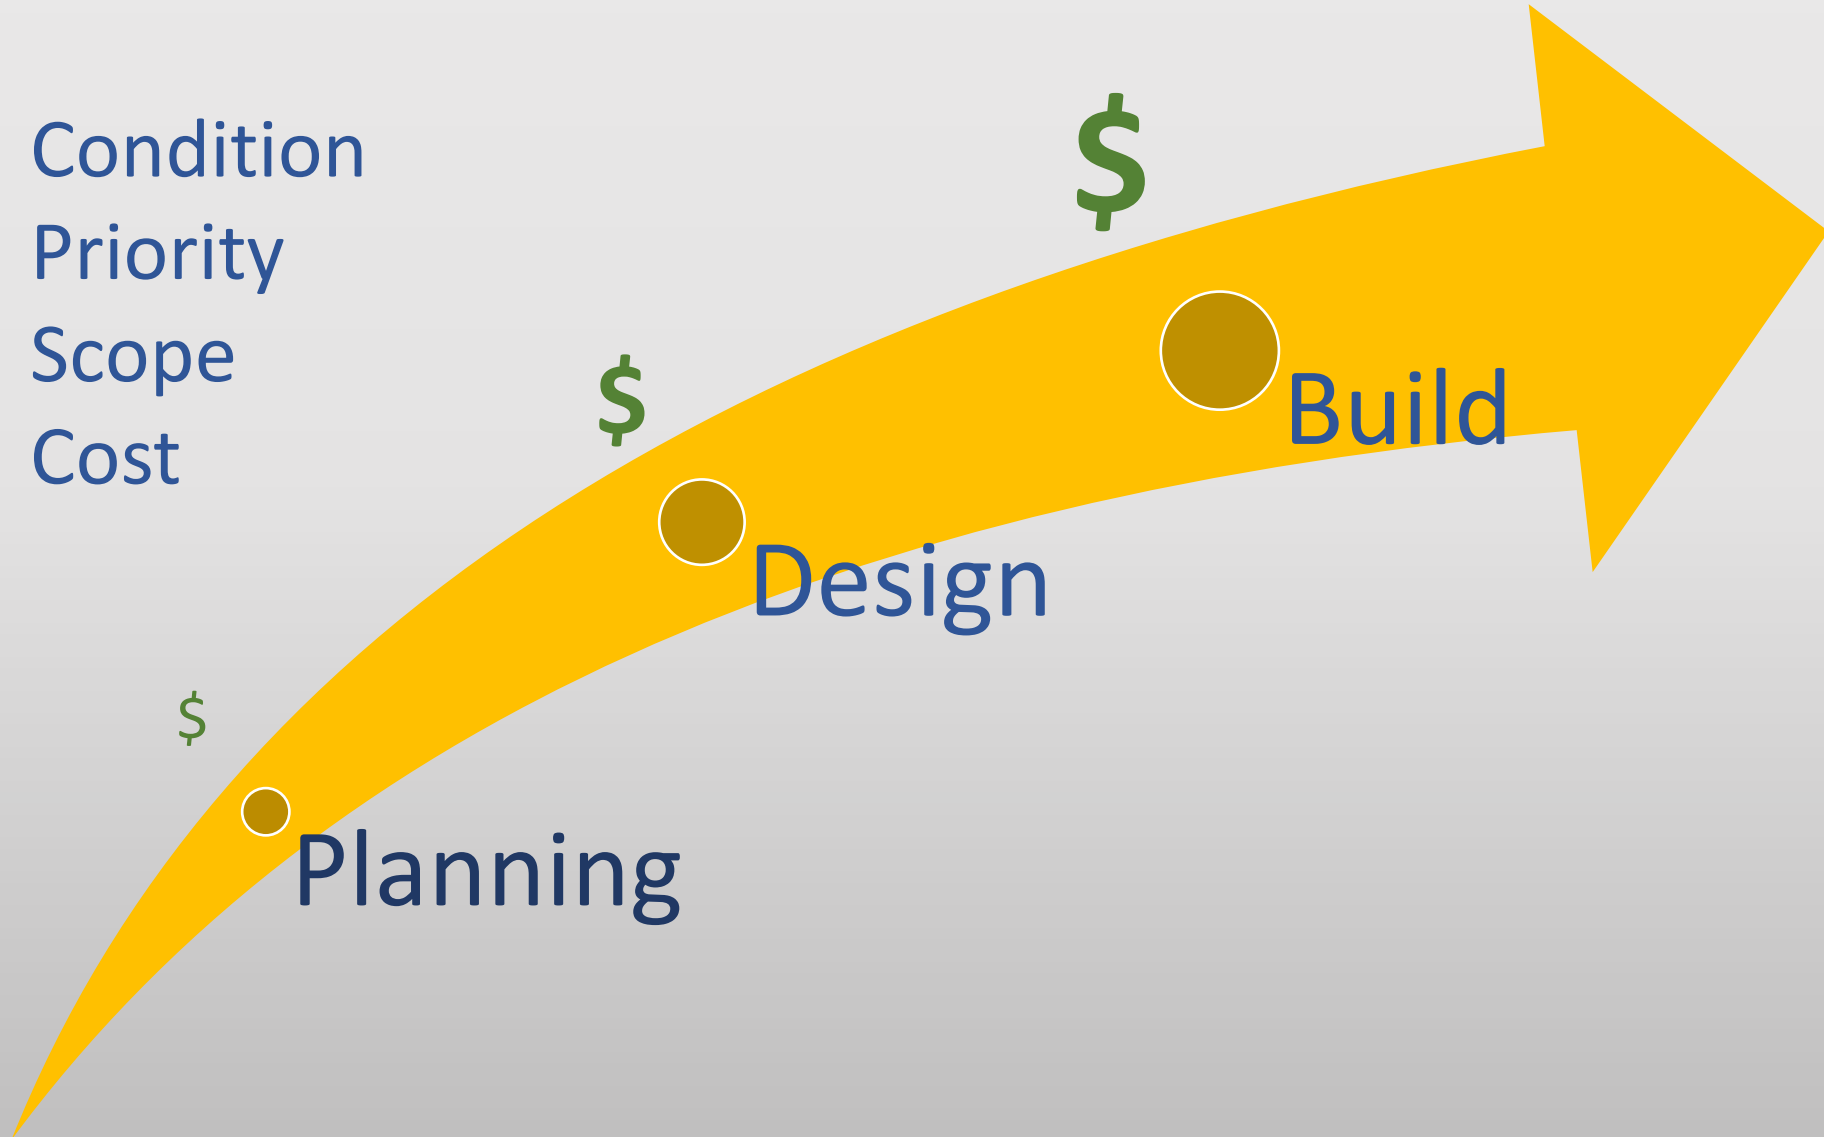 Condition
Priority
Scope
Cost
$
Build
$
Design
$
Planning